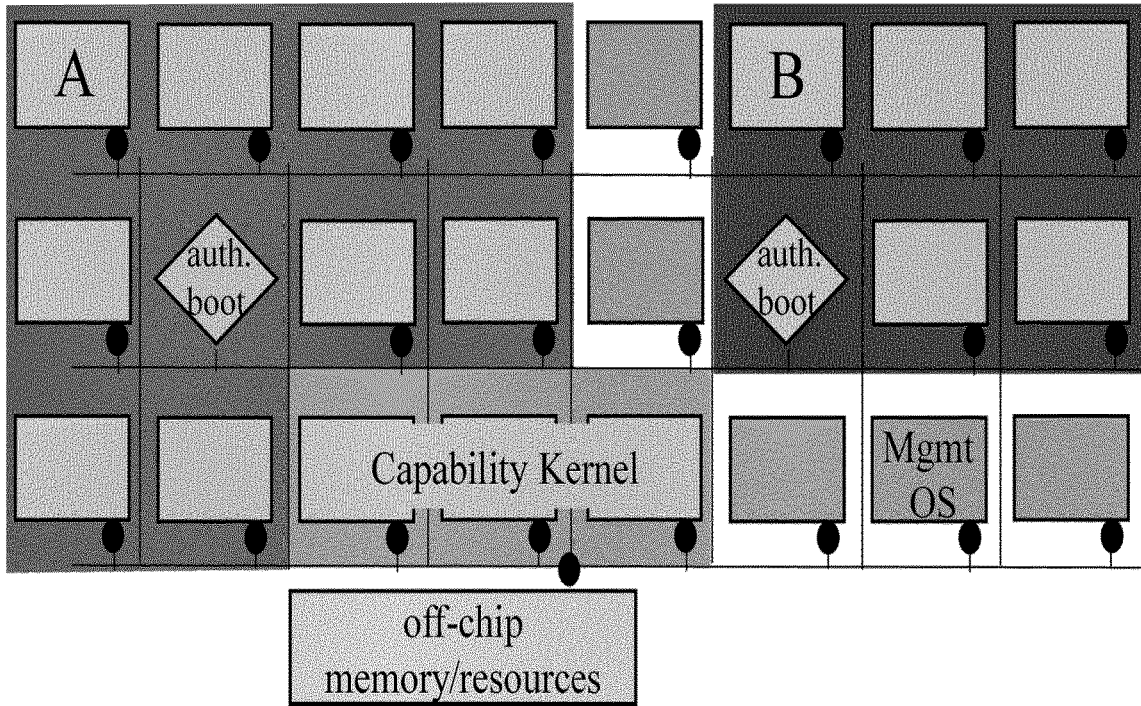 A
B
auth.
boot
auth.
boot
Capability Kernel
Mgmt
OS
off-chip
memory/resources